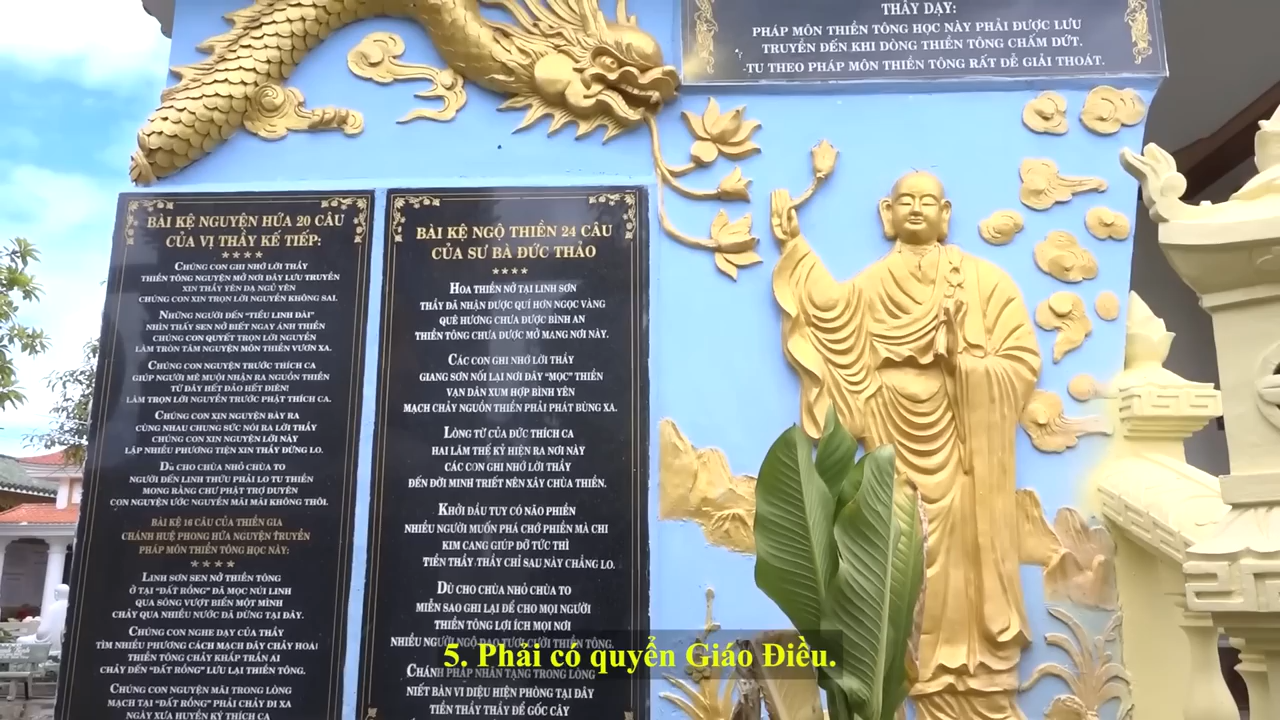 THẦY DẠY:
PHÁP MÔN THIỀN TÔNG HỌC NÀY PHẢI ĐƯỢC LƯU
TRUYỀN ĐẾN KHI DÒNG THIỀN TÔNG CHẤM DỨT.
-TU THEO PHÁP MÔN THIỀN TÔNG RẤT DỄ GIẢI THOÁT.
BÀI KỆ NGUYỆN HỨA 20 CÂU
CỦA VỊ THẦY KẾ TIẾP:
CHÚNG CON GHI NHỚ LỜI THẦY
THIỀN TÔNG NGUYỆN MỞ NƠI ĐÂY LƯU TRUYỀN
XIN THẦY YÊN DẠ NGỦ YÊN
CHÚNG CON XIN TRỌN LỜI NGUYỀN KHÔNG SAI.
NHỮNG NGƯỜI ĐẾN "TIỂU LINH ĐÀI"
NHÌN THẤY SEN NỞ BIẾT NGAY ÁNH THIỀN
CHÚNG CON QUYẾT TRỌN LỜI NGUYỀN
LÀM TRÒN TÂM NGUYỆN MÔN THIỀN VƯƠN XA.
CHÚNG CON NGUYỆN TRƯỚC THÍCH CA
GIÚP NGƯỜI MÊ MUỘI NHẬN RA NGUỒN THIỀN
TỪ ĐÂY HẾT ĐẢO HẾT ĐIÊN!
LÀM TRỌN LỜI NGUYỀN TRƯỚC PHẬT THÍCH CA.
CHÚNG CON XIN NGUYỆN BÀY RA
CÙNG NHAU CHUNG SỨC NÓI RA LỜI THẦY
CHÚNG CON XIN NGUYỆN LỜI NÀY
LẬP NHIỀU PHƯƠNG TIỆN XIN THẦY ĐỪNG LO.
DÙ CHO CHÙA NHỎ CHÙA TO
NGƯỜI ĐẾN LINH THỨU PHẢI LO TU THIỀN
MONG RẰNG CHƯ PHẬT TRỢ DUYÊN
CON NGUYỆN ƯỚC NGUYỀN MÃI MÃI KHÔNG THÔI.
BÀI KỆ 16 CÂU CỦA THIỀN GIA
CHÁNH HUỆ PHONG HỨA NGUYỆN TRUYỀN
PHÁP MÔN THIỀN TÔNG HỌC NÀY:
LINH SƠN SEN NỞ THIỀN TÔNG
Ở TẠI "ĐẤT RỒNG" ĐÃ MỌC NÚI LINH
QUA SÔNG VƯỢT BIỂN MỘT MÌNH
CHẢY QUA NHIỀU NƯỚC ĐÃ DỪNG TẠI ĐÂY.
CHÚNG CON NGHE DẠY CỦA THẦY
TÌM NHIỀU PHƯƠNG CÁCH MẠCH ĐÂY CHẢY HOÀI
THIỀN TÔNG CHẢY KHẮP TRẦN AI
CHẢY ĐẾN "ĐẤT RỒNG" LƯU LẠI THIỀN TÔNG.
CHÚNG CON NGUYỆN MÃI TRONG LÒNG
MẠCH TẠI "ĐẤT RỒNG" PHẢI CHẢY ĐI XA
NGÀY XƯA HUYỀN KÝ THÍCH CA
BÀI KỆ NGỘ THIỀN 24 CÂU
CỦA SƯ BÀ ĐỨC THẢO
HOA THIỀN NỞ TẠI LINH SƠN
THẦY ĐÃ NHẬN ĐƯỢC QUÍ HƠN NGỌC VÀNG
QUÊ HƯƠNG CHƯA ĐƯỢC BÌNH AN
THIỀN TÔNG CHƯA ĐƯỢC MỞ MANG NƠI NÀY.
CÁC CON GHI NHỚ LỜI THẦY
GIANG SƠN NỐI LẠI NƠI ĐÂY "MỌC" THIỀN
VẠN DÂN XUM HỢP BÌNH YÊN
MẠCH CHẢY NGUỒN THIỀN PHẢI PHÁT BÙNG XA.
LÒNG TỪ CỦA ĐỨC THÍCH CA
HAI LĂM THẾ KỶ HIỆN RA NƠI NÀY
CÁC CON GHI NHỚ LỜI THẦY
ĐẾN ĐỜI MINH TRIẾT NÊN XÂY CHÙA THIỀN.
KHỞI ĐẦU TUY CÓ NÃO PHIỀN
NHIỀU NGƯỜI MUỐN PHÁ CHỚ PHIỀN MÀ CHI
KIM CANG GIÚP ĐỠ TỨC THÌ
TIỀN THẦY THẦY CHỈ SAU NÀY CHẲNG LO.
DÙ CHO CHÙA NHỎ CHÙA TO
MIỄN SAO GHI LẠI ĐỂ CHO MỌI NGƯỜI
THIỀN TÔNG LỢI ÍCH MỌI NƠI
NHIỀU NGƯỜI NGỘ ĐẠO TƯƠI CƯỜI THIỀN TÔNG.
CHÁNH PHÁP NHÃN TẠNG TRONG LÒNG
NIẾT BÀN VI DIỆU HIỆN PHÒNG TẠI ĐÂY
TIỀN THẦY THẦY ĐỂ GỐC CÂY
5. Phải có quyển Giáo Điều.